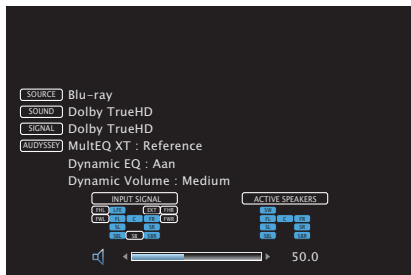 SOURCE Blu-ray
SOUND Dolby TrueHD
SIGNAL Dolby TrueHD
AUDYSSEY MultEQ XT : Reference
Dynamic EQ : Aan
Dynamic Volume : Medium
INPUT SIGNAL ACTIVE SPEAKERS
FHL LFE EXT FHR SW
FWL FL C FR FWR FL C FR
SL SR SL SR
SBL SB SBR SBL SBR
50.0